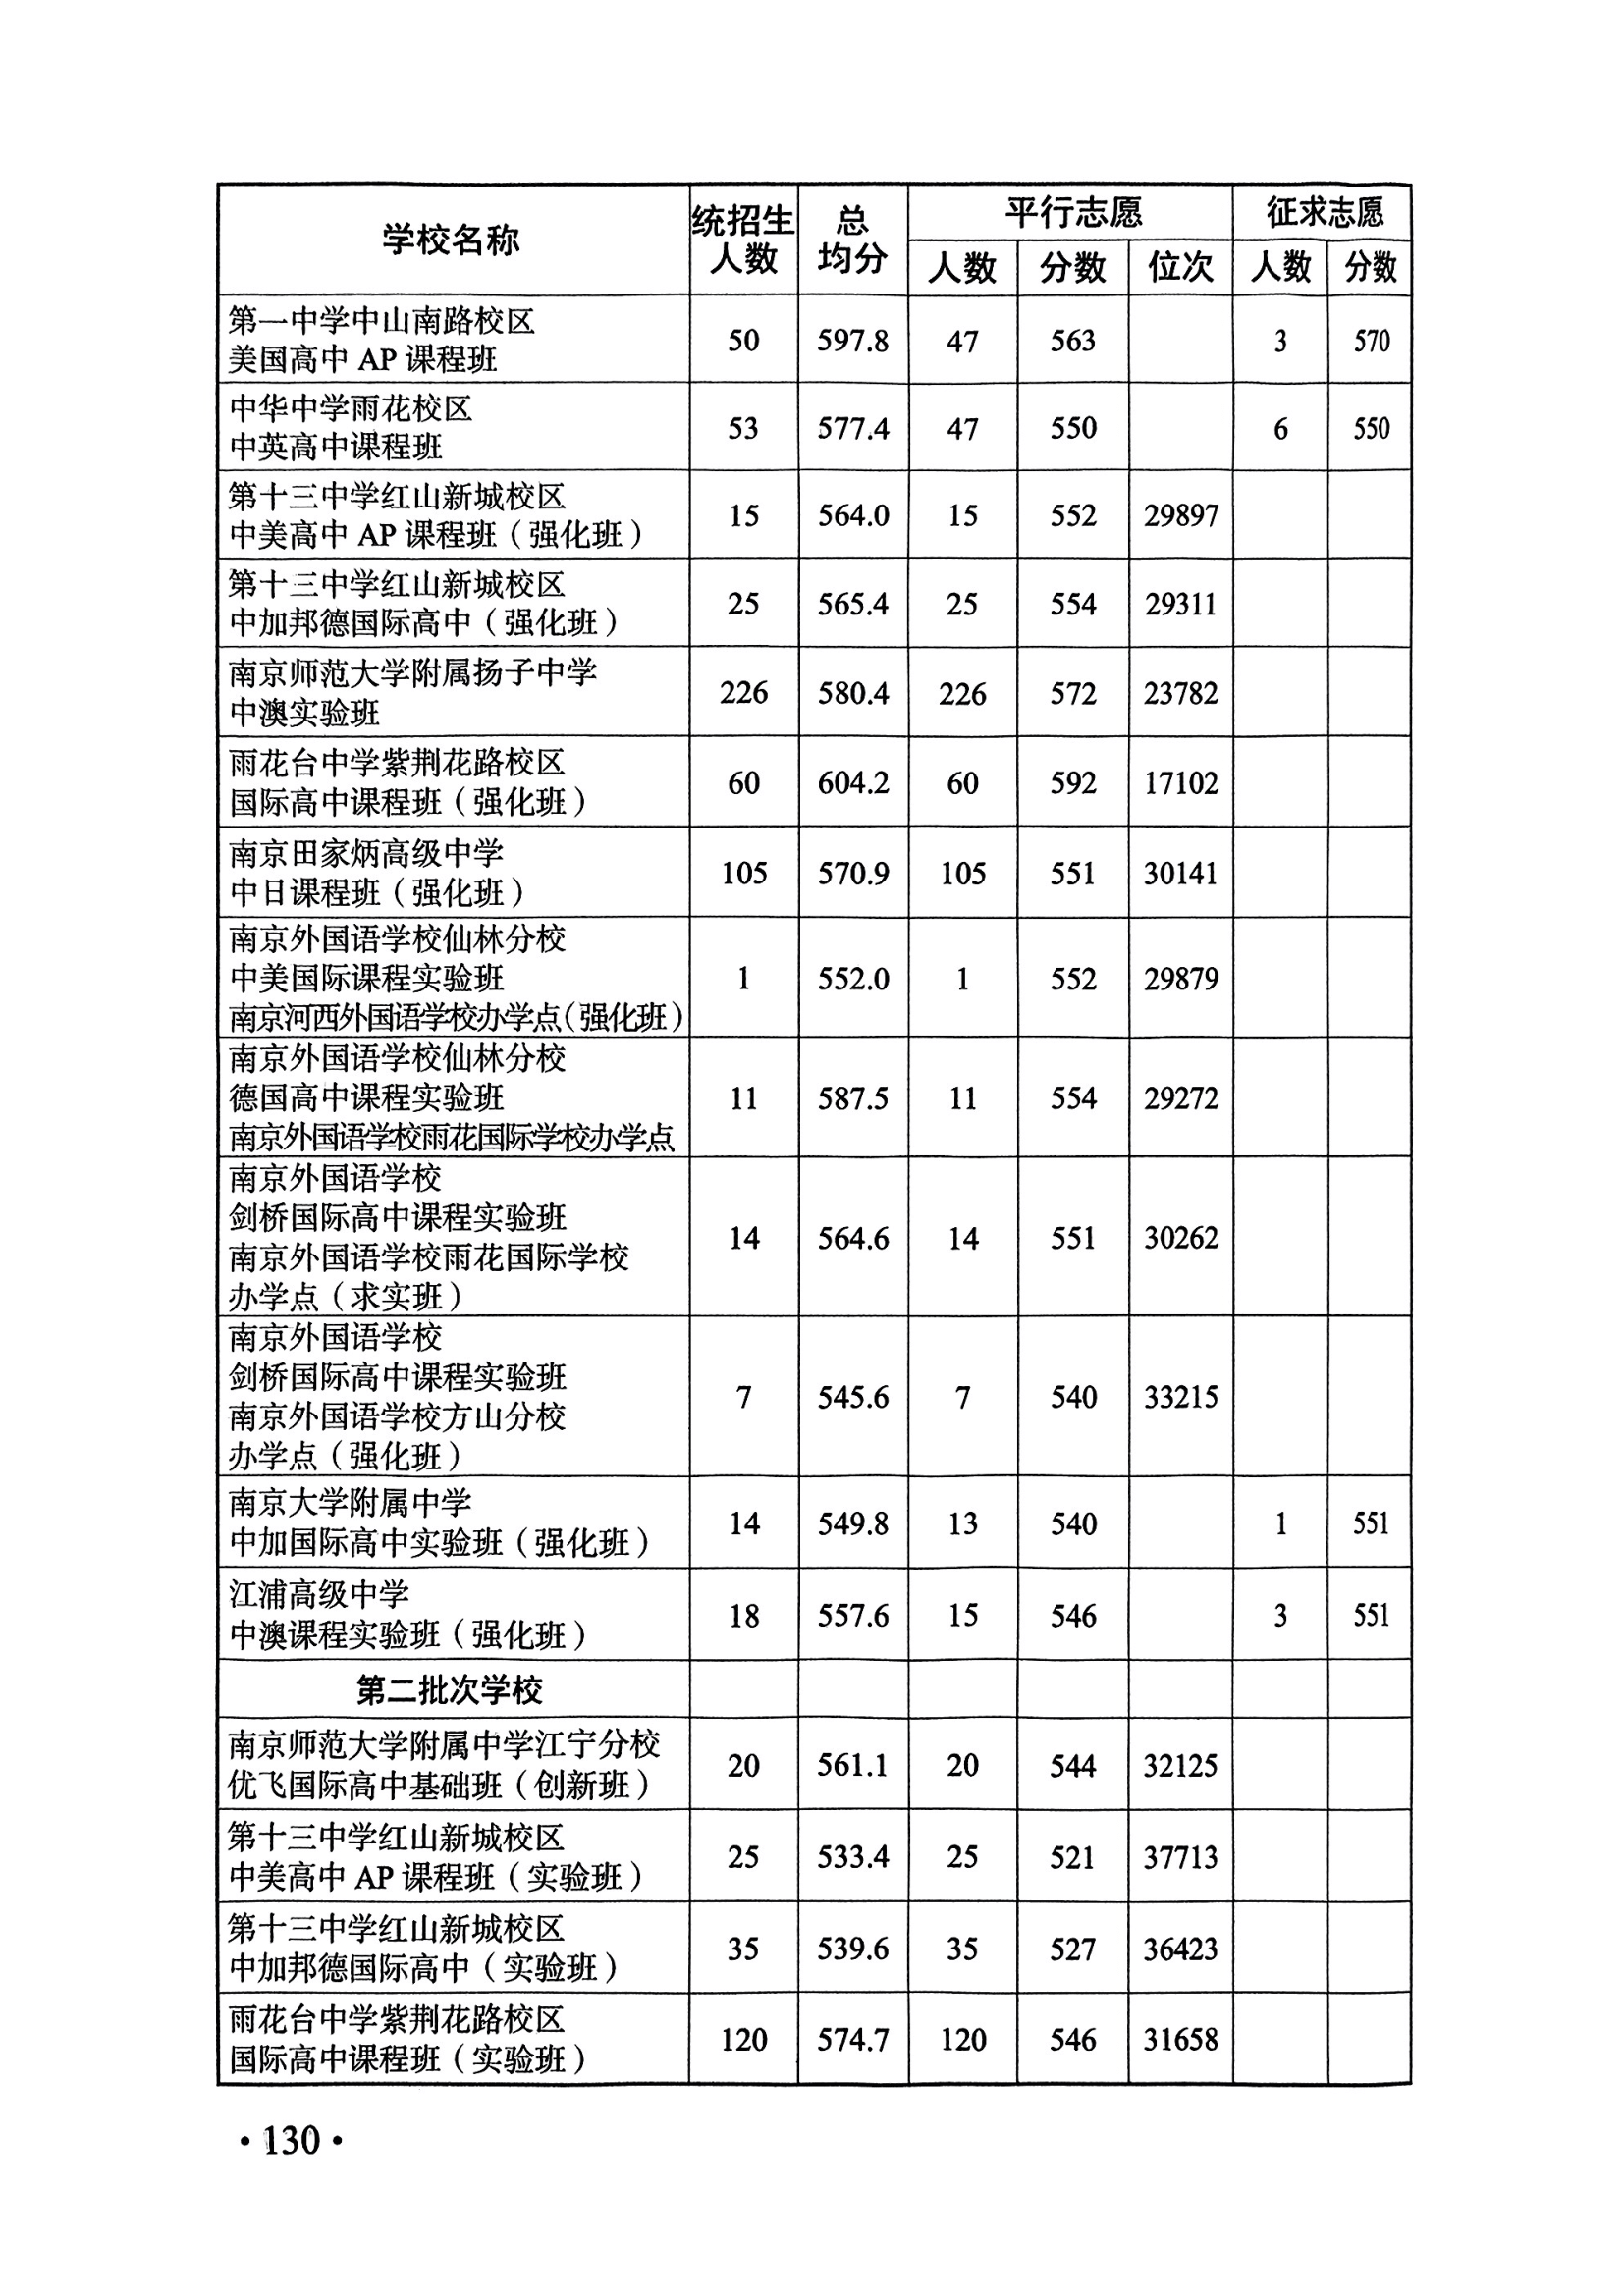 学校名称 统招生人数 总均分 平行志愿 征求志愿
人数 分数 位次 人数 分数
第一中学中山南路校区
美国高中 AP 课程班 50 597.8 47 563 3 570
中华中学雨花校区
中英高中课程班 53 577.4 47 550 6 550
第十三中学红山新城校区
中美高中 AP 课程班（强化班） 15 564.0 15 552 29897
第十三中学红山新城校区
中加邦德国际高中（强化班） 25 565.4 25 554 29311
南京师范大学附属扬子中学
中澳实验班 226 580.4 226 572 23782
雨花台中学紫荆花路校区
国际高中课程班（强化班） 60 604.2 60 592 17102
南京田家炳高级中学
中日课程班（强化班） 105 570.9 105 551 30141
南京外国语学校仙林分校
中美国际课程实验班 1 552.0 1 552 29879
南京河西外国语学校办学点（强化班）
南京外国语学校仙林分校
德国高中课程实验班 11 587.5 11 554 29272
南京外国语学校雨花国际学校办学点
南京外国语学校
剑桥国际高中课程实验班 14 564.6 14 551 30262
南京外国语学校雨花国际学校
办学点（求实班）
南京外国语学校
剑桥国际高中课程实验班 7 545.6 7 540 33215
南京外国语学校方山分校
办学点（强化班）
南京大学附属中学
中加国际高中实验班（强化班） 14 549.8 13 540 1 551
江浦高级中学
中澳课程实验班（强化班） 18 557.6 15 546 3 551
第二批次学校
南京师范大学附属中学江宁分校
优飞国际高中基础班（创新班） 20 561.1 20 544 32125
第十三中学红山新城校区
中美高中 AP 课程班（实验班） 25 533.4 25 521 37713
第十三中学红山新城校区
中加邦德国际高中（实验班） 35 539.6 35 527 36423
雨花台中学紫荆花路校区
国际高中课程班（实验班） 120 574.7 120 546 31658
· 130 ·